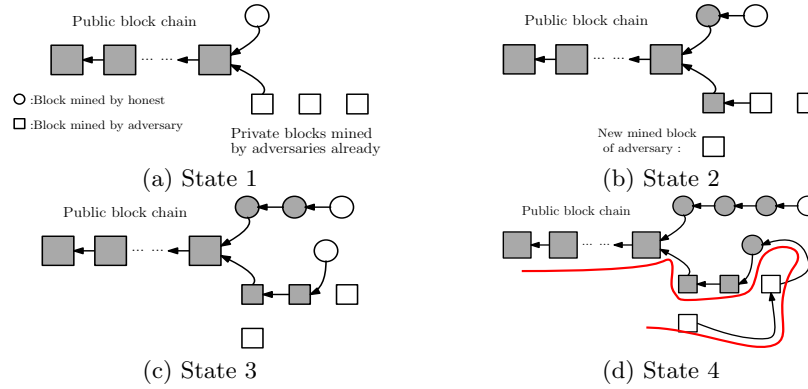 Public block chain
... ...
:Block mined by honest
:Block mined by adversary
Private blocks mined
by adversaries already
(a) State 1
Public block chain
... ...
New mined block
of adversary :
(b) State 2
Public block chain
... ...
(c) State 3
Public block chain
... ...
(d) State 4